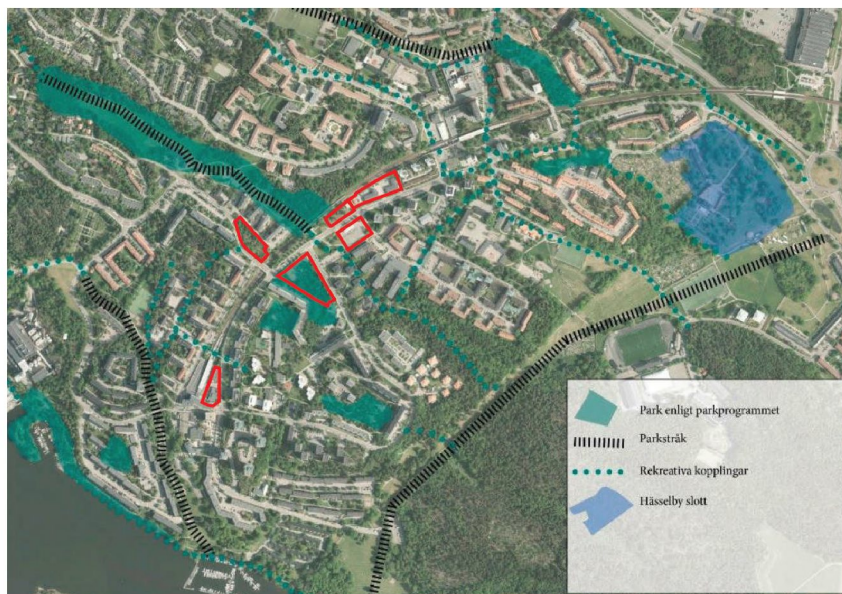 Park enligt parkprogrammet
Parkstråk
Rekreativa kopplingar
Hässelby slott